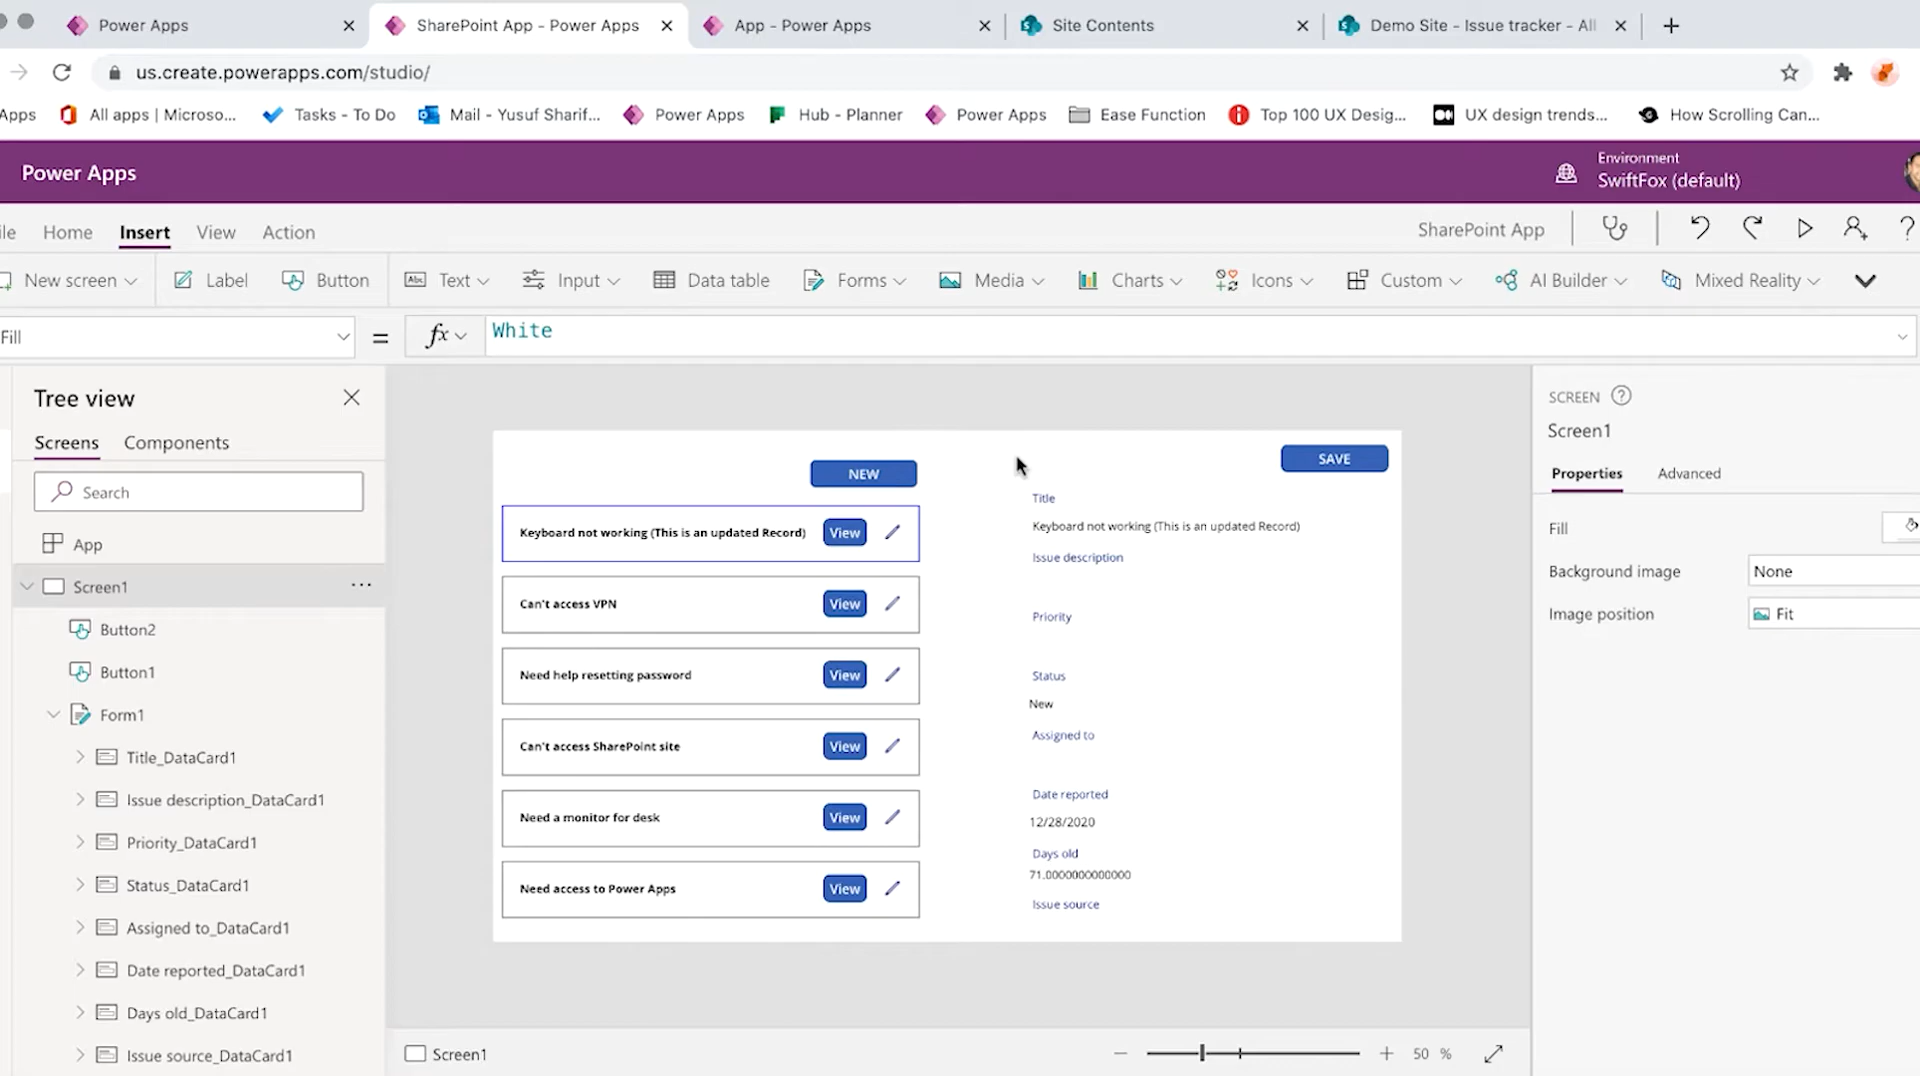 Power Apps
SharePoint App - Power Apps
App - Power Apps
Site Contents
Demo Site - Issue tracker - All
us.create.powerapps.com/studio/
Apps
All apps | Microso...
Tasks - To Do
Mail - Yusuf Sharif...
Power Apps
Hub - Planner
Power Apps
Ease Function
Top 100 UX Desig...
UX design trends...
How Scrolling Can...
Power Apps
Environment
SwiftFox (default)
ile
Home
Insert
View
Action
SharePoint App
New screen
Label
Button
Abc
Text
Input
Data table
Forms
Media
Charts
Icons
Custom
AI Builder
Mixed Reality
Fill
=
fx
White
Tree view
Screens
Components
Search
App
Screen1
Button2
Button1
Form1
Title_DataCard1
Issue description_DataCard1
Priority_DataCard1
Status_DataCard1
Assigned to_DataCard1
Date reported_DataCard1
Days old_DataCard1
Issue source_DataCard1
NEW
Keyboard not working (This is an updated Record)
View
Can't access VPN
View
Need help resetting password
View
Can't access SharePoint site
View
Need a monitor for desk
View
Need access to Power Apps
View
SAVE
Title
Keyboard not working (This is an updated Record)
Issue description
Priority
Status
New
Assigned to
Date reported
12/28/2020
Days old
71.0000000000000
Issue source
SCREEN
Screen1
Properties
Advanced
Fill
Background image
None
Image position
Fit
Screen1
50 %